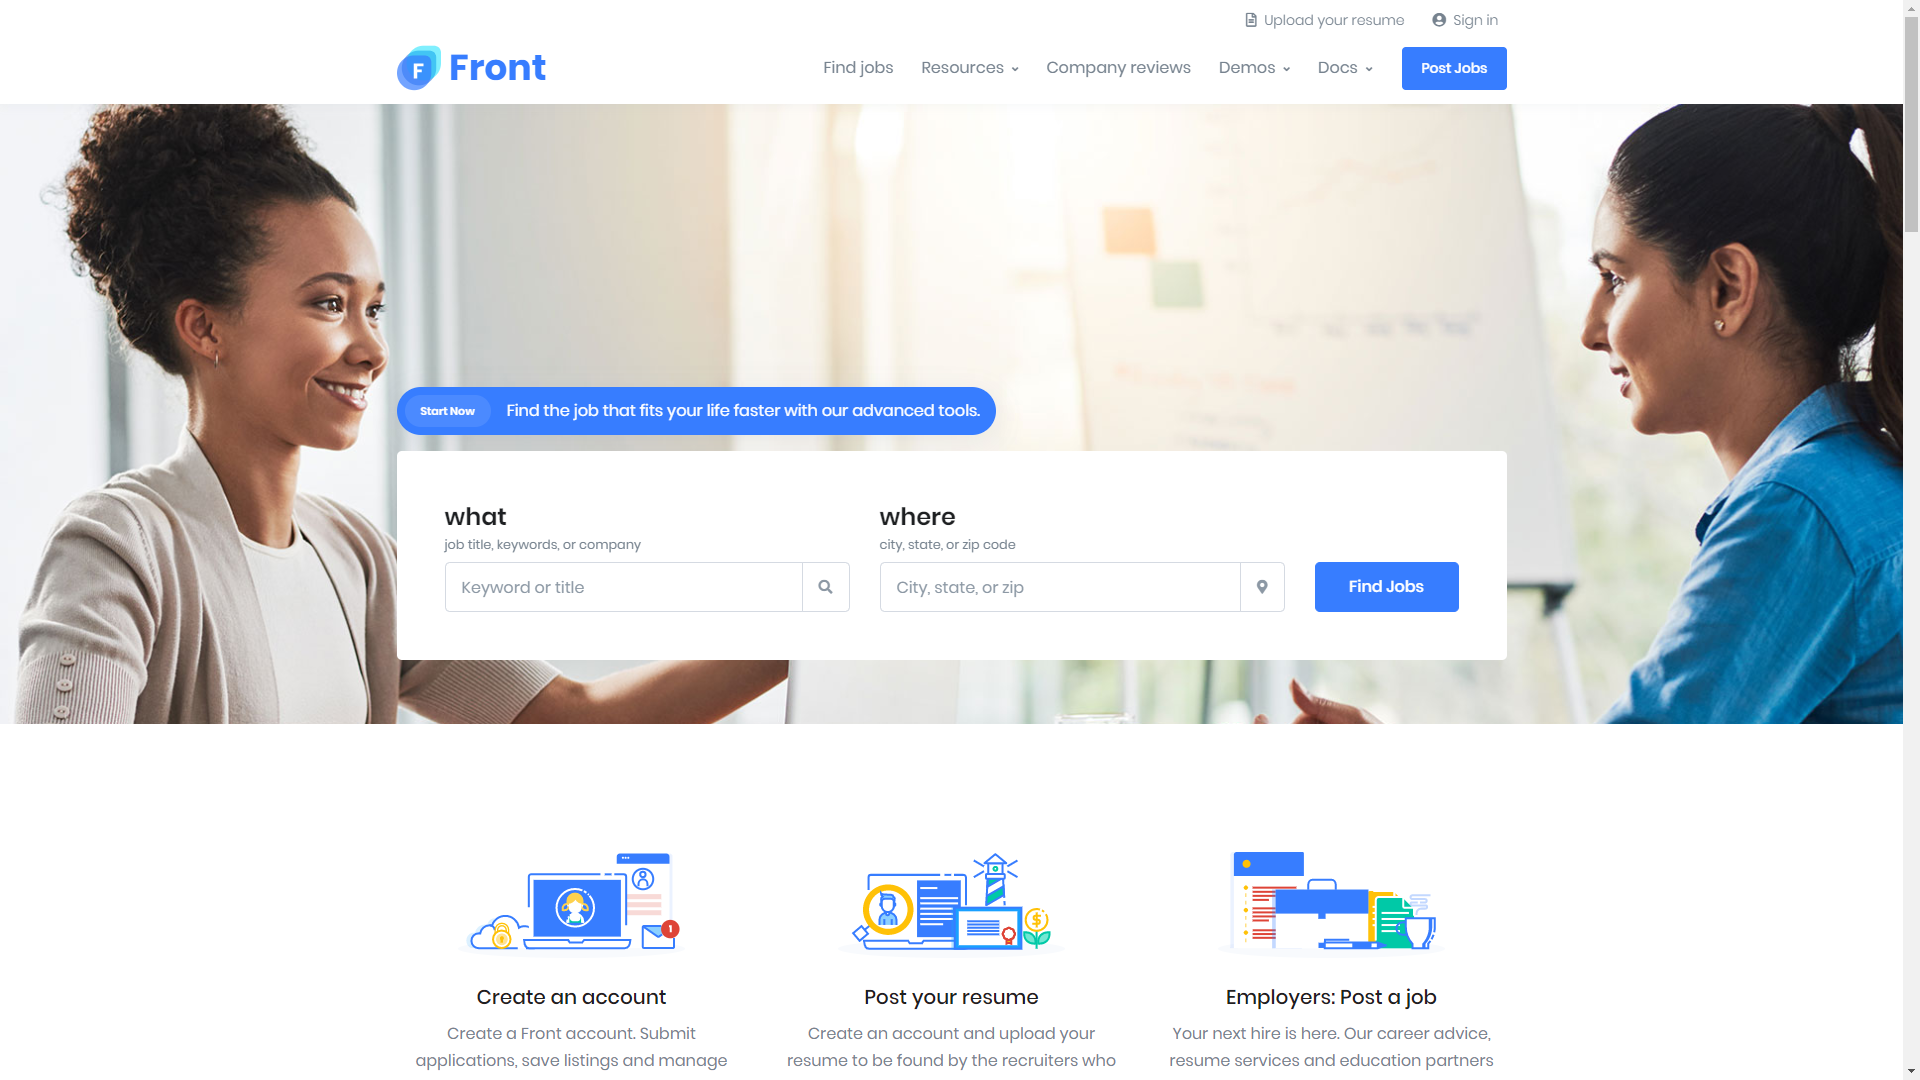 Upload your resume Sign in
Front Find jobs Resources Company reviews Demos Docs Post Jobs
Start Now Find the job that fits your life faster with our advanced tools.
what where
job title, keywords, or company city, state, or zip code
Keyword or title City, state, or zip Find Jobs
Create an account Post your resume Employers: Post a job
Create a Front account. Submit Create an account and upload your Your next hire is here. Our career advice,
applications, save listings and manage resume to be found by the recruiters who resume services and education partners